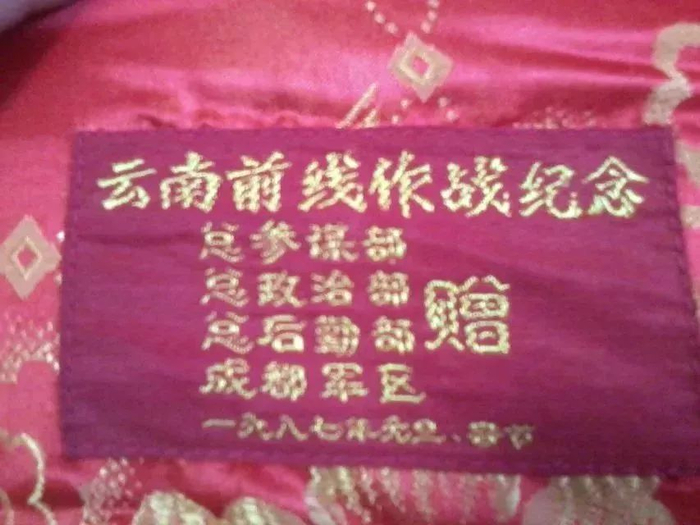 云南前线作战纪念
总参谋部
总政治部
总后勤部
成都军区
赠
一九八七年元旦、春节